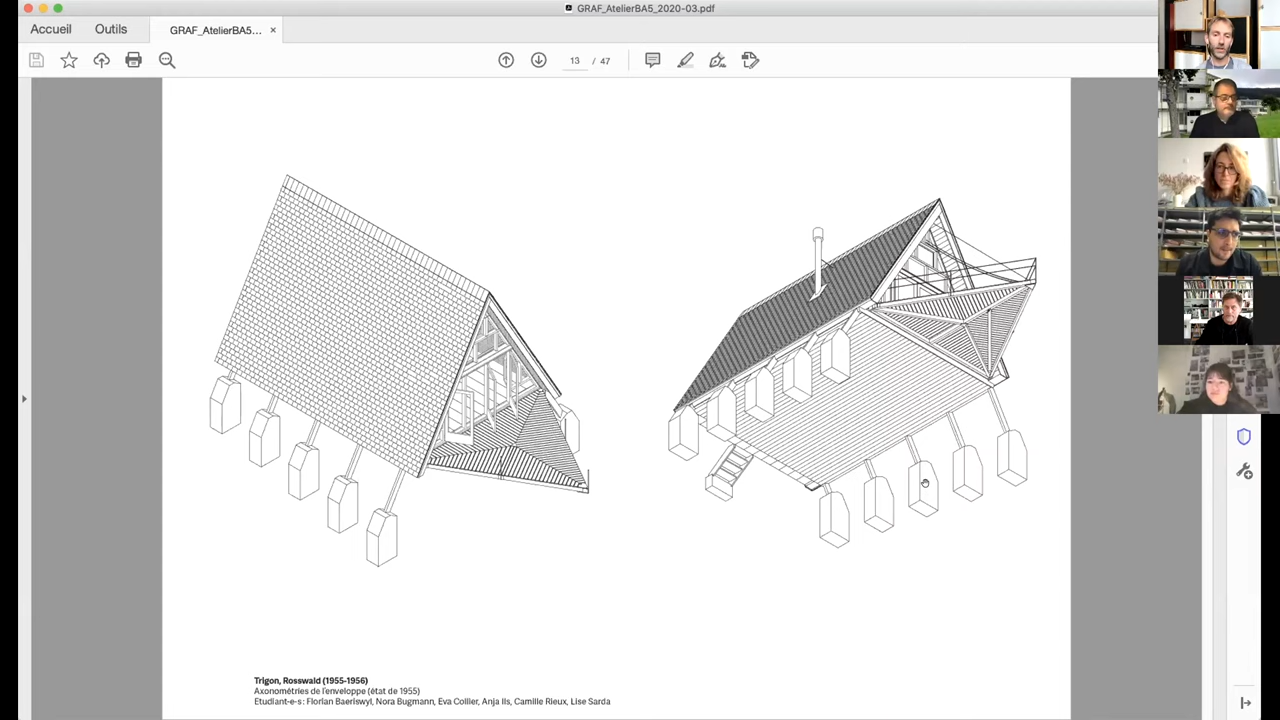 GRAF_AtelierBA5_2020-03.pdf
Accueil
Outils
GRAF_AtelierBA5...
×
13 / 47
Trigon, Rosswald (1955-1956)
Axonométries de l'enveloppe (état de 1955)
Etudiant-e-s : Florian Baeriswyl, Nora Bugmann, Eva Collier, Anja Ils, Camille Rieux, Lise Sarda